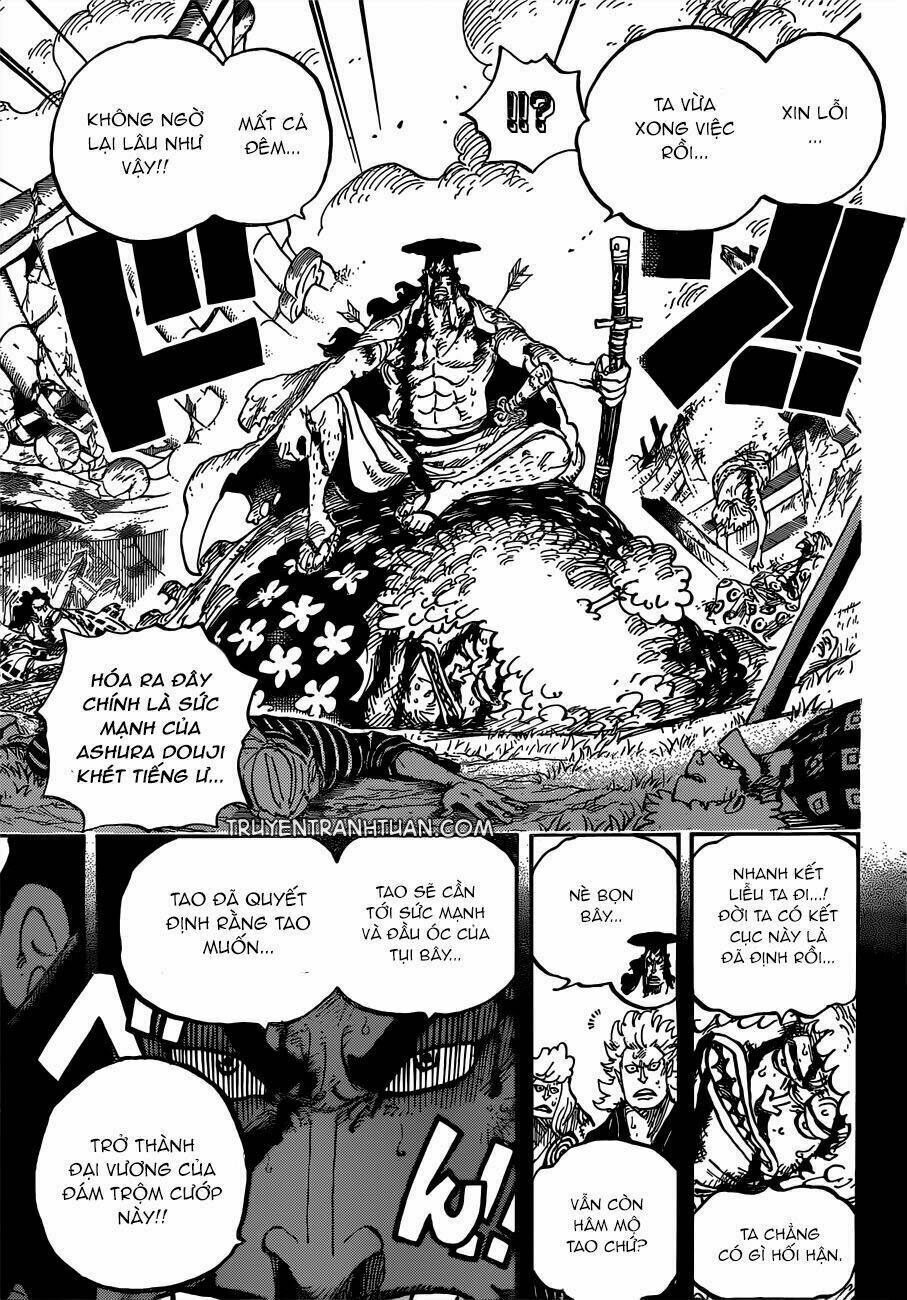 XIN LỖI
...
TA VỪA
XONG VIỆC
RỒI...
!!?
MẤT CẢ
ĐÊM...
KHÔNG NGỜ
LẠI LÂU NHƯ
VẬY!!
ドン
HÓA RA ĐÂY
CHÍNH LÀ SỨC
MẠNH CỦA
ASHURA DOUJI
KHÉT TIẾNG Ư...
TRUYENTRANHTUAN.COM
NHANH KẾT
LIỄU TA
ĐI...!
ĐỜI TA CÓ KẾT
CỤC NÀY LÀ
ĐÃ ĐỊNH RỒI...
TA CHẲNG
CÓ GÌ HỐI HẬN.
NÈ BỌN
BÂY...
VẪN CÒN
HÂM MỘ
TAO CHỨ?
TAO SẼ CẦN
TỚI SỨC MẠNH
VÀ ĐẦU ÓC CỦA
TỤI BÂY...
TAO ĐÃ QUYẾT
ĐỊNH RẰNG TAO
MUỐN...
TRỞ THÀNH
ĐẠI VƯƠNG CỦA
ĐÁM TRỘM CƯỚP
NÀY!!
べん!!